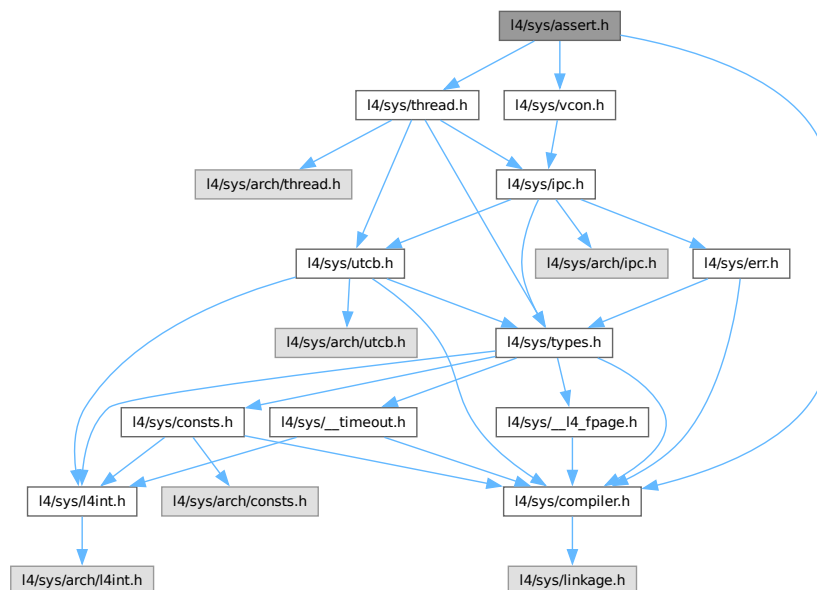 l4/sys/assert.h
l4/sys/thread.h
l4/sys/vcon.h
l4/sys/arch/thread.h
l4/sys/ipc.h
l4/sys/utcb.h
l4/sys/arch/ipc.h
l4/sys/err.h
l4/sys/arch/utcb.h
l4/sys/types.h
l4/sys/consts.h
l4/sys/__timeout.h
l4/sys/__l4_fpage.h
l4/sys/l4int.h
l4/sys/arch/consts.h
l4/sys/compiler.h
l4/sys/arch/l4int.h
l4/sys/linkage.h